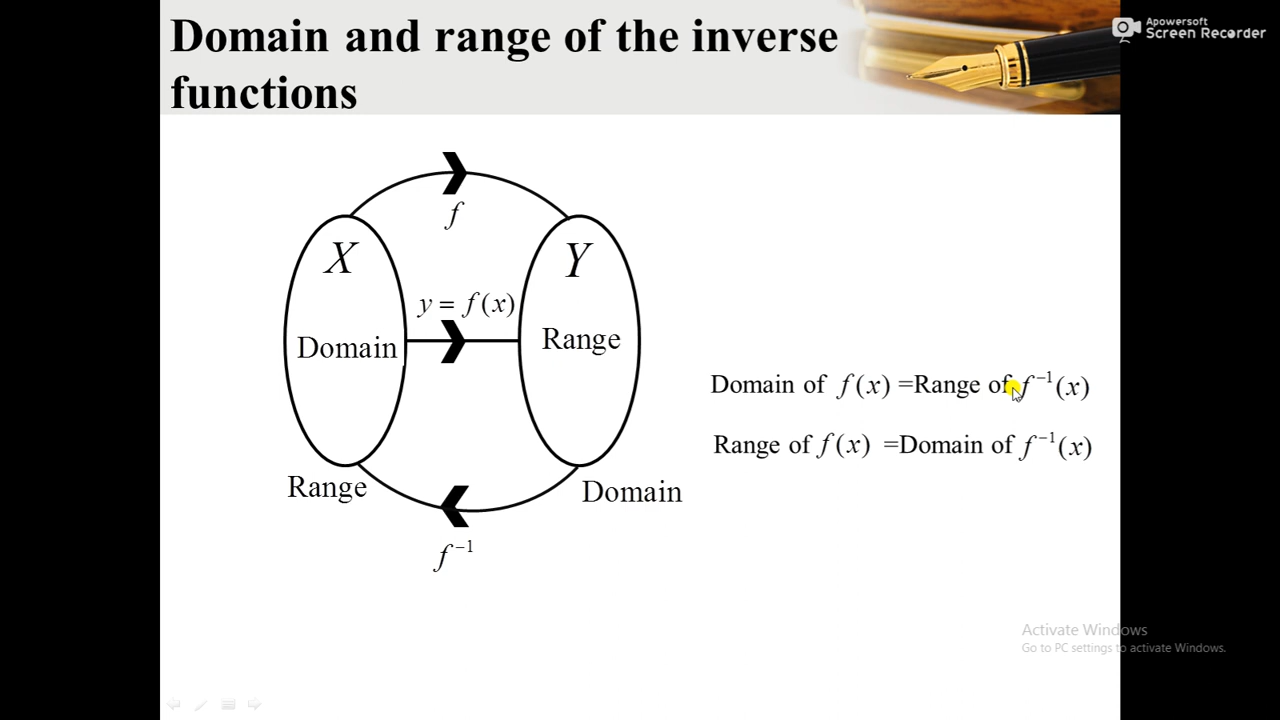 Domain and range of the inverse
functions
Apowersoft
Screen Recorder
f
X
Y
y = f(x)
Domain
Range
Domain of f(x) =Range of f⁻¹(x)
Range of f(x) =Domain of f⁻¹(x)
Range
Domain
f⁻¹
Activate Windows
Go to PC settings to activate Windows.